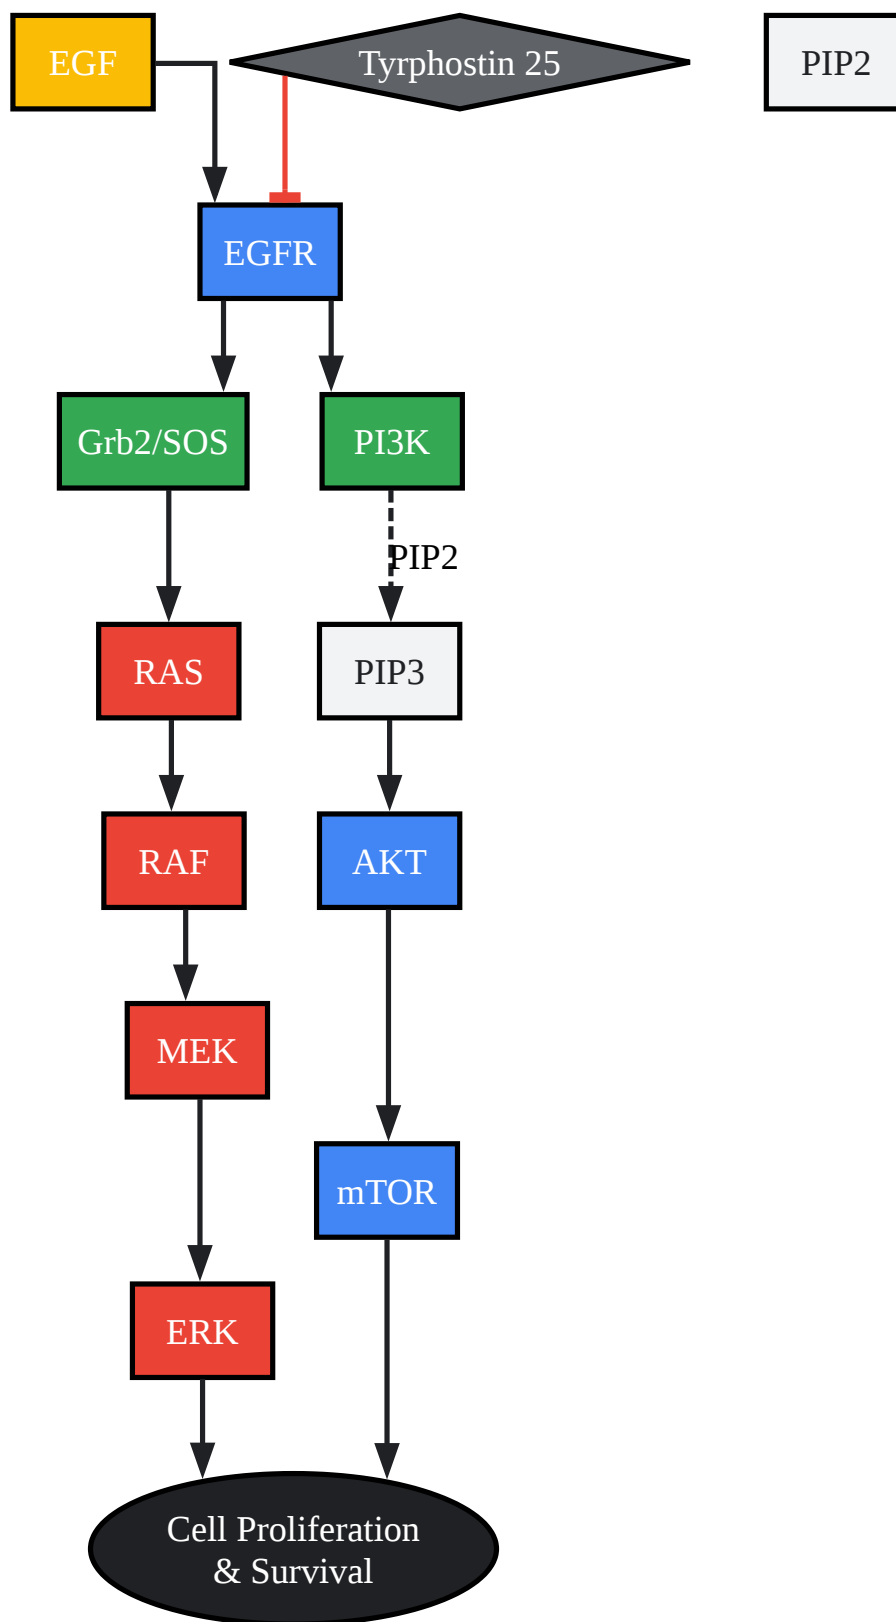 EGF
Tyrphostin 25
PIP2
EGFR
Grb2/SOS
PI3K
PIP2
RAS
PIP3
RAF
AKT
MEK
mTOR
ERK
Cell Proliferation
& Survival